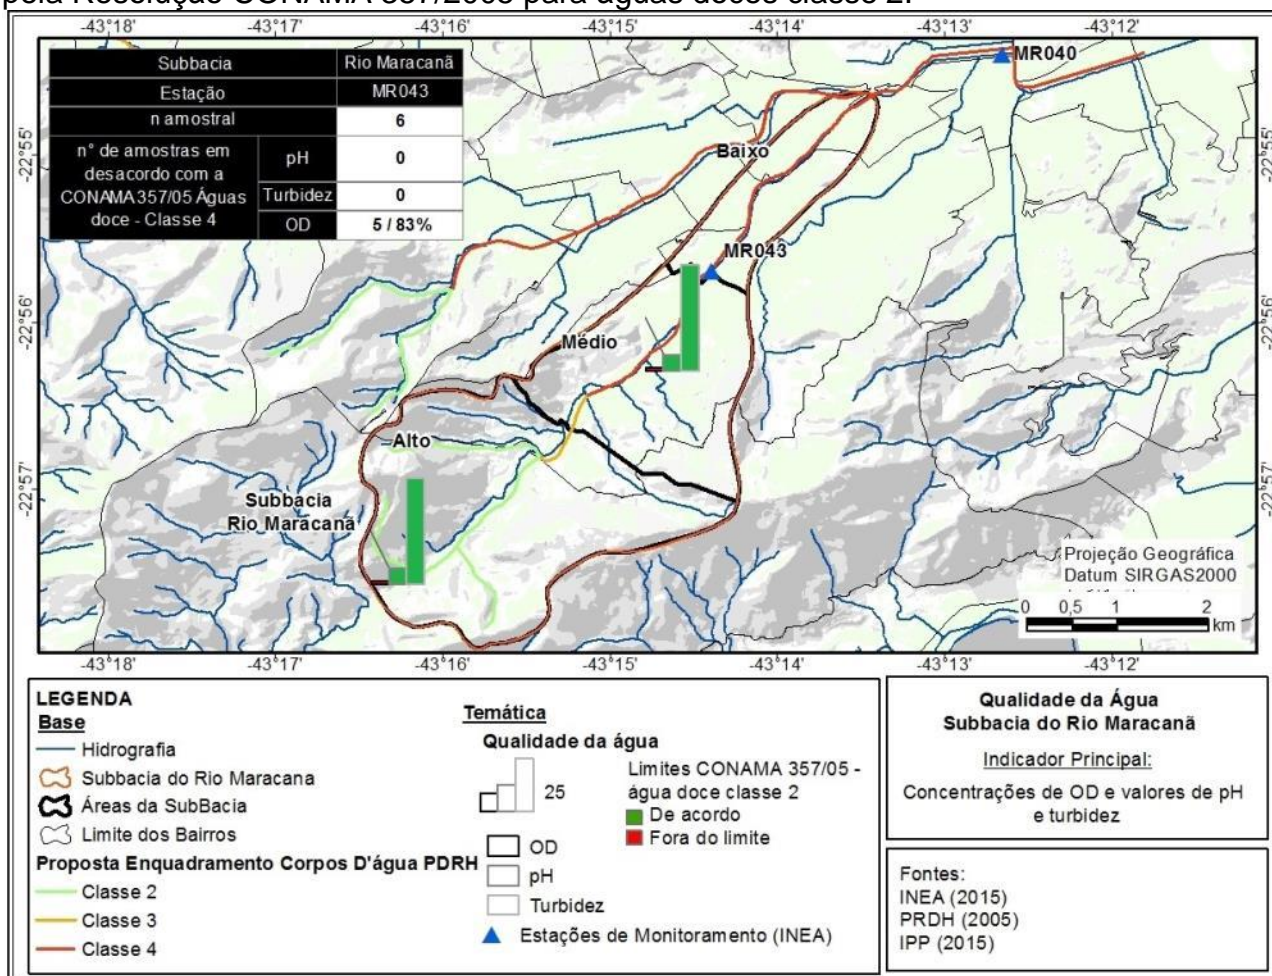 pela Resolução CONAMA 357/2005 para águas doces classe 2.
-43°18' -43°17' -43°16' -43°15' -43°14' -43°13' -43°12'
Subbacia Rio Maracanã
Estação MR043
n amostral 6
n° de amostras em desacordo com a CONAMA357/05 Águas doce - Classe 4
pH 0
Turbidez 0
OD 5 / 83%
MR040
-22°55' -22°55'
Baixo
MR043
-22°56' -22°56'
Médio
Alto
-22°57' -22°57'
Subbacia
Rio Maracanã
Projeção Geográfica
Datum SIRGAS2000
0 0,5 1 2
km
-43°18' -43°17' -43°16' -43°15' -43°14' -43°13' -43°12'
LEGENDA
Base
Hidrografia
Subbacia do Rio Maracana
Áreas da SubBacia
Limite dos Bairros
Proposta Enquadramento Corpos D'água PDRH
Classe 2
Classe 3
Classe 4
Temática
Qualidade da água
25
Limites CONAMA 357/05 -
água doce classe 2
De acordo
Fora do limite
OD
pH
Turbidez
Estações de Monitoramento (INEA)
Qualidade da Água
Subbacia do Rio Maracanã
Indicador Principal:
Concentrações de OD e valores de pH
e turbidez
Fontes:
INEA (2015)
PRDH (2005)
IPP (2015)